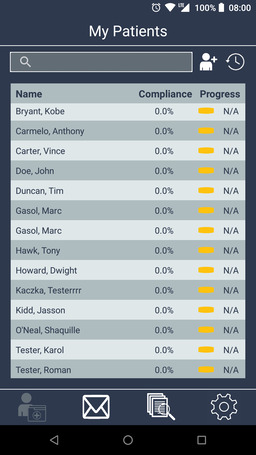 100% 08:00
My Patients
Name Compliance Progress
Bryant, Kobe 0.0% N/A
Carmelo, Anthony 0.0% N/A
Carter, Vince 0.0% N/A
Doe, John 0.0% N/A
Duncan, Tim 0.0% N/A
Gasol, Marc 0.0% N/A
Gasol, Marc 0.0% N/A
Hawk, Tony 0.0% N/A
Howard, Dwight 0.0% N/A
Kaczka, Testerrrr 0.0% N/A
Kidd, Jasson 0.0% N/A
O'Neal, Shaquille 0.0% N/A
Tester, Karol 0.0% N/A
Tester, Roman 0.0% N/A